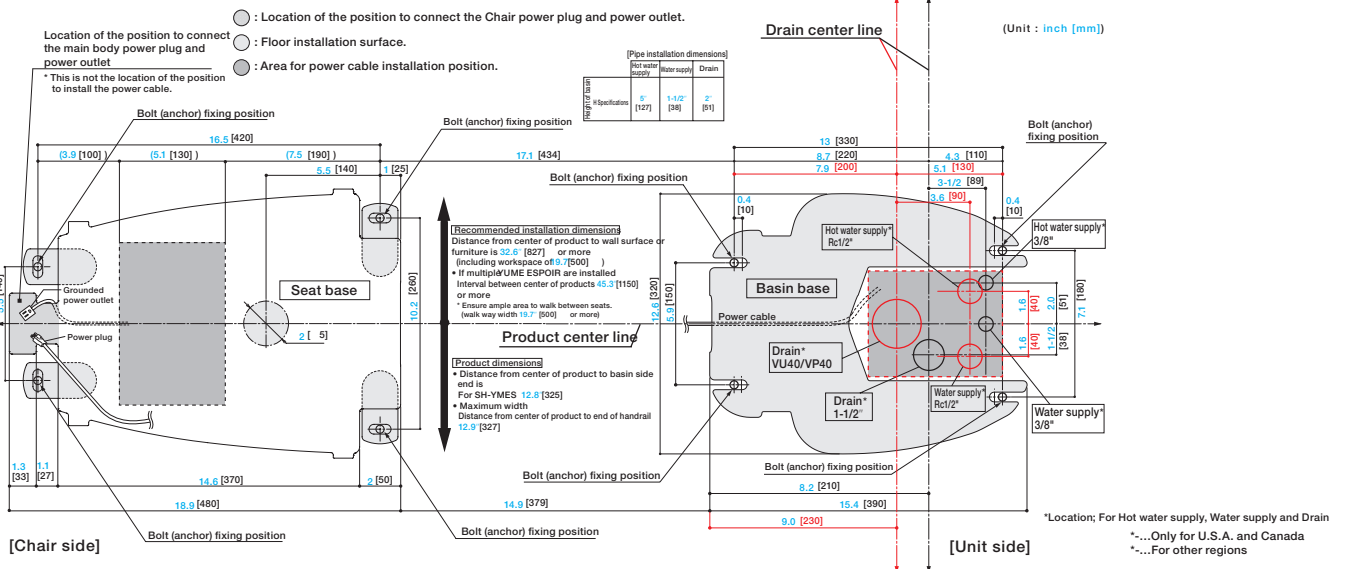 : Location of the position to connect the Chair power plug and power outlet.
: Floor installation surface.
: Area for power cable installation position.
Location of the position to connect
the main body power plug and
power outlet
* This is not the location of the position
to install the power cable.
[Pipe installation dimensions]
Hot water supply Water supply Drain
Height of basin
※Specifications 5" [127] 1-1/2" [38] 2" [51]
Drain center line
(Unit : inch [mm])
Bolt (anchor) fixing position
Bolt (anchor) fixing position
Bolt (anchor)
fixing position
16.5 [420]
(3.9 [100] ) (5.1 [130] ) (7.5 [190] )
17.1 [434]
5.5 [140] 1 [25]
13 [330]
8.7 [220] 4.3 [110]
7.9 [200] 5.1 [130]
3-1/2 [89]
3.6 [90]
Bolt (anchor) fixing position
0.4
[10]
0.4
[10]
Hot water supply*
3/8"
Hot water supply*
Rc1/2"
Recommended installation dimensions
Distance from center of product to wall surface or
furniture is 32.6" [827] or more
(including workspace of 9.7 [500] )
• If multiple YUME ESPOIR are installed
Interval between center of products 45.3" [1150]
or more
* Ensure ample area to walk between seats.
(walk way width 19.7" [500] or more)
Seat base
Basin base
Grounded
power outlet
Power plug
Power cable
10.2 [260]
12.6 [320]
5.9 [150]
1.6
[40]
1.6
[40]
2.0
[51]
1-1/2
[38]
7.1 [180]
2 [ 5]
Product center line
Product dimensions
• Distance from center of product to basin side
end is
For SH-YMES 12.8" [325]
• Maximum width
Distance from center of product to end of handrail
12.9" [327]
Drain*
VU40/VP40
Drain*
1-1/2"
Water supply*
Rc1/2"
Water supply*
3/8"
1.3
[33]
1.1
[27]
14.6 [370] 2 [50]
18.9 [480] 14.9 [379]
Bolt (anchor) fixing position
Bolt (anchor) fixing position
8.2 [210]
15.4 [390]
9.0 [230]
Bolt (anchor) fixing position
Bolt (anchor) fixing position
[Chair side]
[Unit side]
*Location; For Hot water supply, Water supply and Drain
*-...Only for U.S.A. and Canada
*-...For other regions